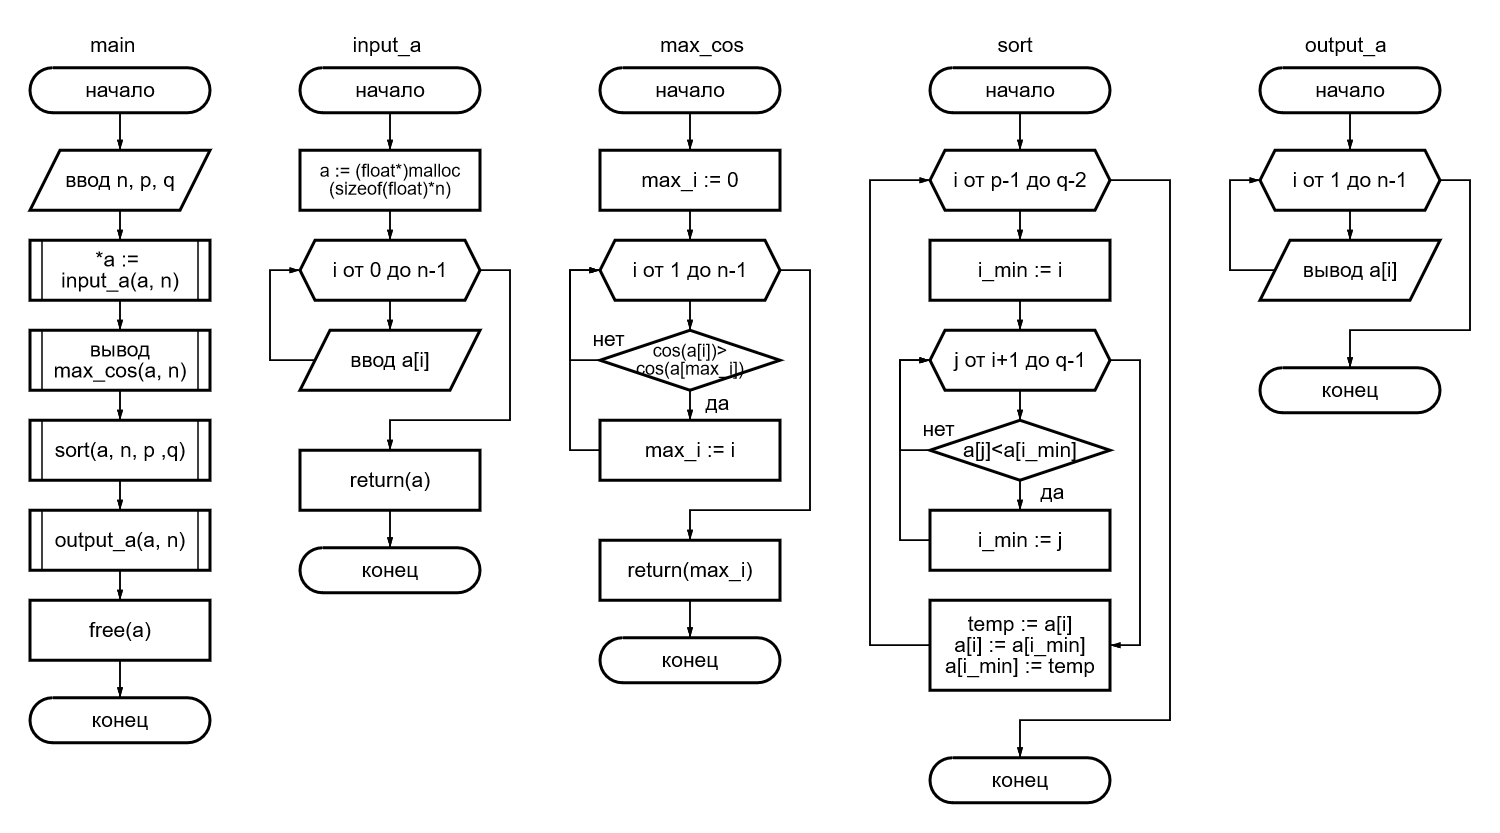 main
начало
ввод n, p, q
*a :=
input_a(a, n)
вывод
max_cos(a, n)
sort(a, n, p ,q)
output_a(a, n)
free(a)
конец
input_a
начало
a := (float*)malloc
(sizeof(float)*n)
i от 0 до n-1
ввод a[i]
return(a)
конец
max_cos
начало
max_i := 0
i от 1 до n-1
нет
cos(a[i])>
cos(a[max_i])
да
max_i := i
return(max_i)
конец
sort
начало
i от p-1 до q-2
i_min := i
j от i+1 до q-1
нет
a[j]<a[i_min]
да
i_min := j
temp := a[i]
a[i] := a[i_min]
a[i_min] := temp
конец
output_a
начало
i от 1 до n-1
вывод a[i]
конец